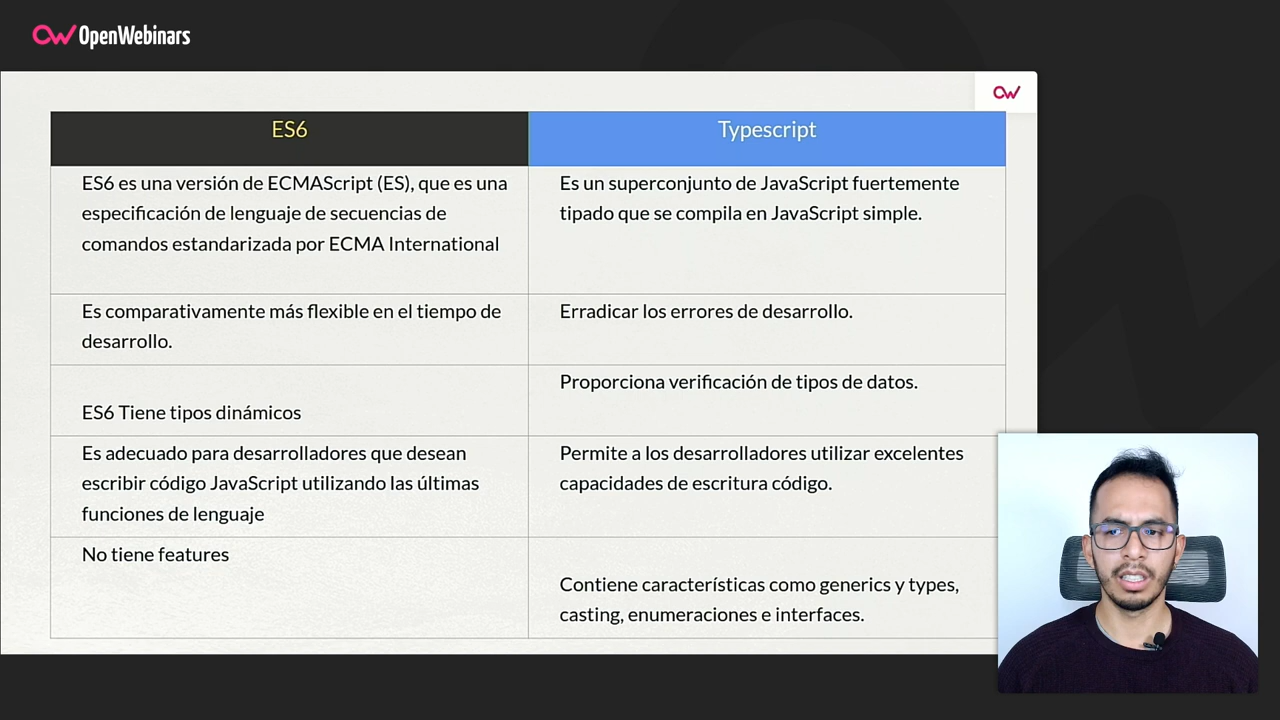 OpenWebinars
ES6
Typescript
ES6 es una versión de ECMAScript (ES), que es una
especificación de lenguaje de secuencias de
comandos estandarizada por ECMA International
Es un superconjunto de JavaScript fuertemente
tipado que se compila en JavaScript simple.
Es comparativamente más flexible en el tiempo de
desarrollo.
Erradicar los errores de desarrollo.
ES6 Tiene tipos dinámicos
Proporciona verificación de tipos de datos.
Es adecuado para desarrolladores que desean
escribir código JavaScript utilizando las últimas
funciones de lenguaje
Permite a los desarrolladores utilizar excelentes
capacidades de escritura código.
No tiene features
Contiene características como generics y types,
casting, enumeraciones e interfaces.